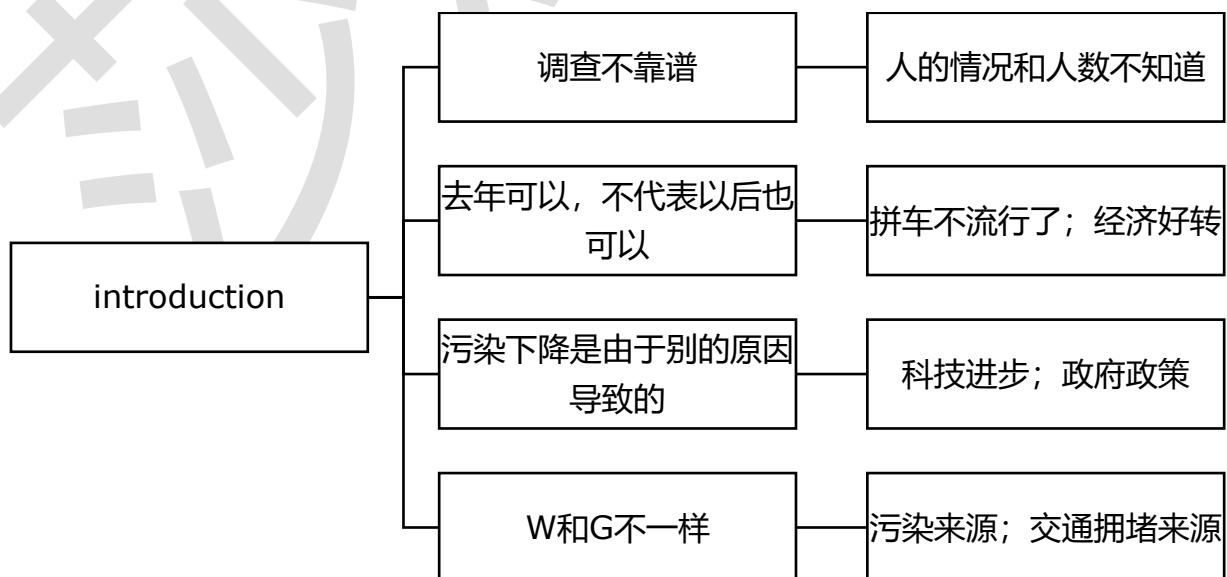 调查不靠谱
人的情况和人数不知道
去年可以，不代表以后也
可以
拼车不流行了；经济好转
introduction
污染下降是由于别的原因
导致的
科技进步；政府政策
W和G不一样
污染来源；交通拥堵来源